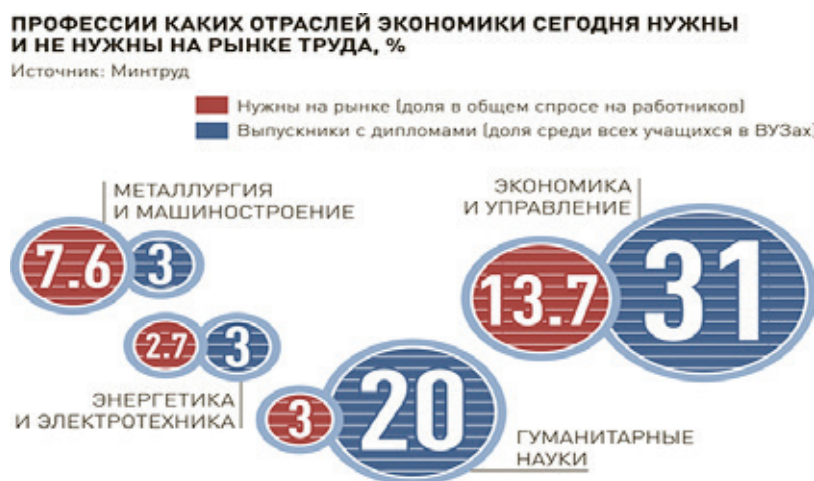 ПРОФЕССИИ КАКИХ ОТРАСЛЕЙ ЭКОНОМИКИ СЕГОДНЯ НУЖНЫ
И НЕ НУЖНЫ НА РЫНКЕ ТРУДА, %
Источник: Минтруд
Нужны на рынке (доля в общем спросе на работников)
Выпускники с дипломами (доля среди всех учащихся в ВУЗах)
МЕТАЛЛУРГИЯ
И МАШИНОСТРОЕНИЕ
7.6 3
ЭКОНОМИКА
И УПРАВЛЕНИЕ
13.7 31
2.7 3
ЭНЕРГЕТИКА
И ЭЛЕКТРОТЕХНИКА
3 20
ГУМАНИТАРНЫЕ
НАУКИ